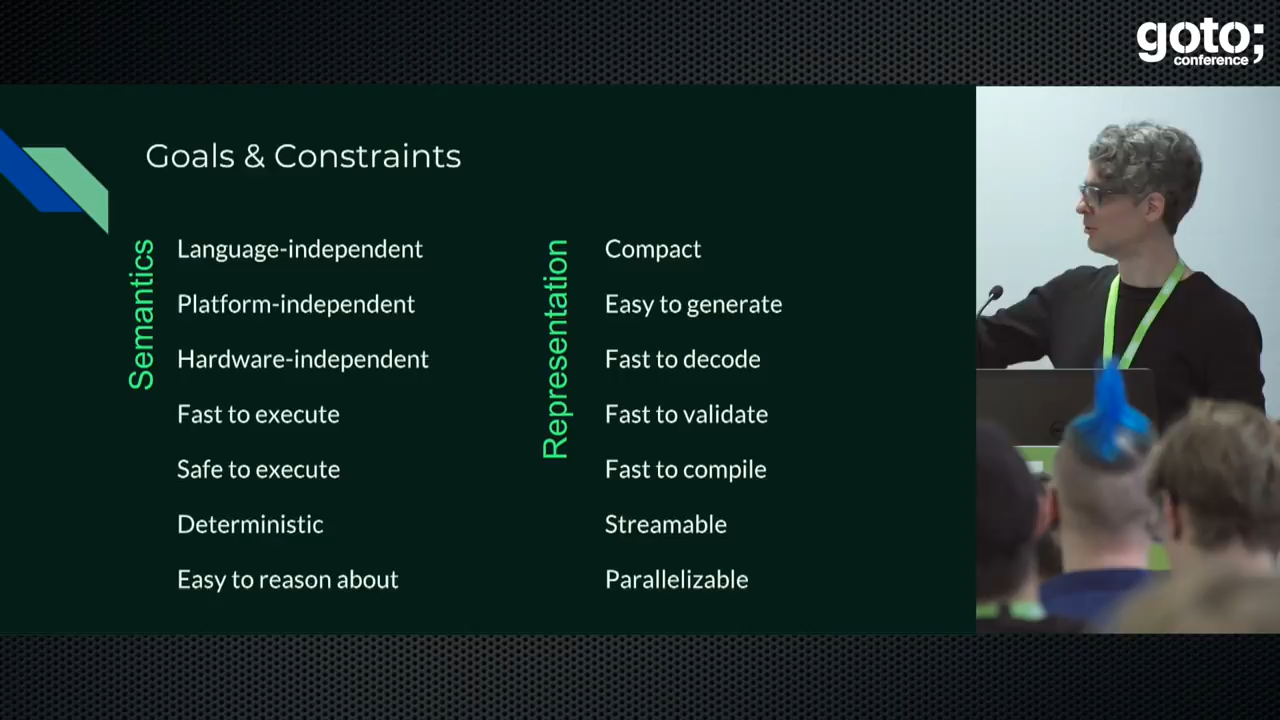 goto;
conference
Goals & Constraints
Semantics
Language-independent
Platform-independent
Hardware-independent
Fast to execute
Safe to execute
Deterministic
Easy to reason about
Representation
Compact
Easy to generate
Fast to decode
Fast to validate
Fast to compile
Streamable
Parallelizable